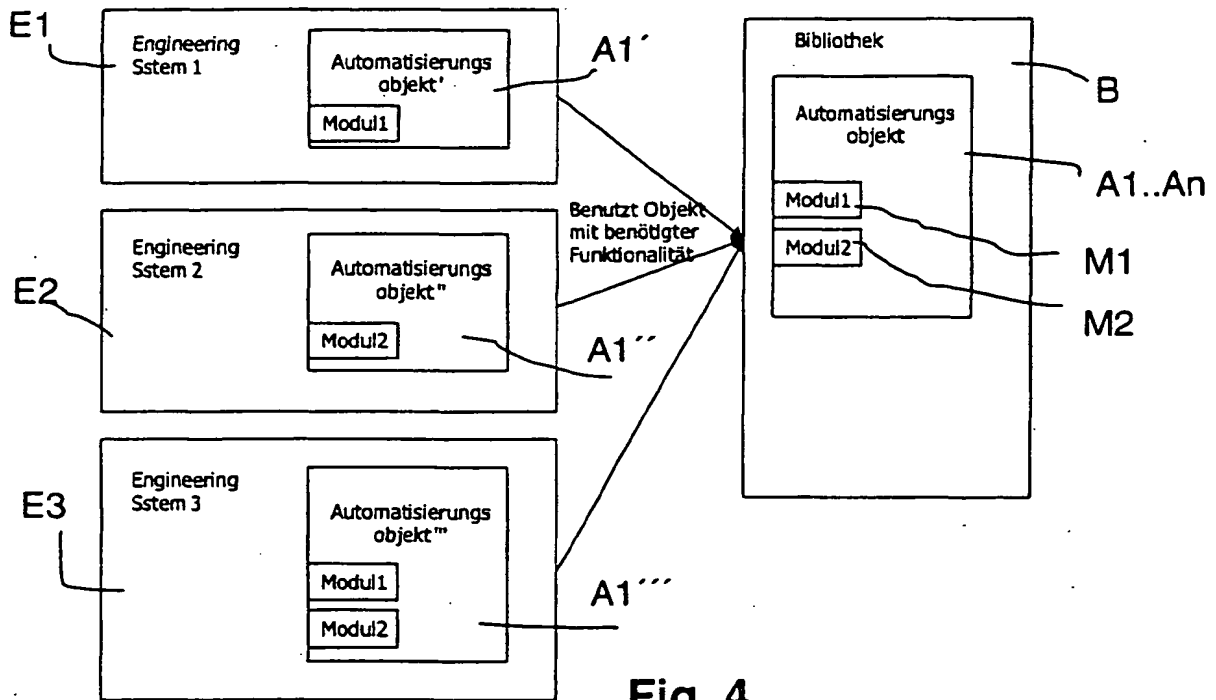 E1
Engineering
Sstem 1
Automatisierungs
objekt'
Modul1
A1´
E2
Engineering
Sstem 2
Automatisierungs
objekt''
Modul2
A1´´
E3
Engineering
Sstem 3
Automatisierungs
objekt'''
Modul1
Modul2
A1´´´
Benutzt Objekt
mit benötigter
Funktionalität
Bibliothek
B
Automatisierungs
objekt
A1..An
Modul1
Modul2
M1
M2
Fig. 4